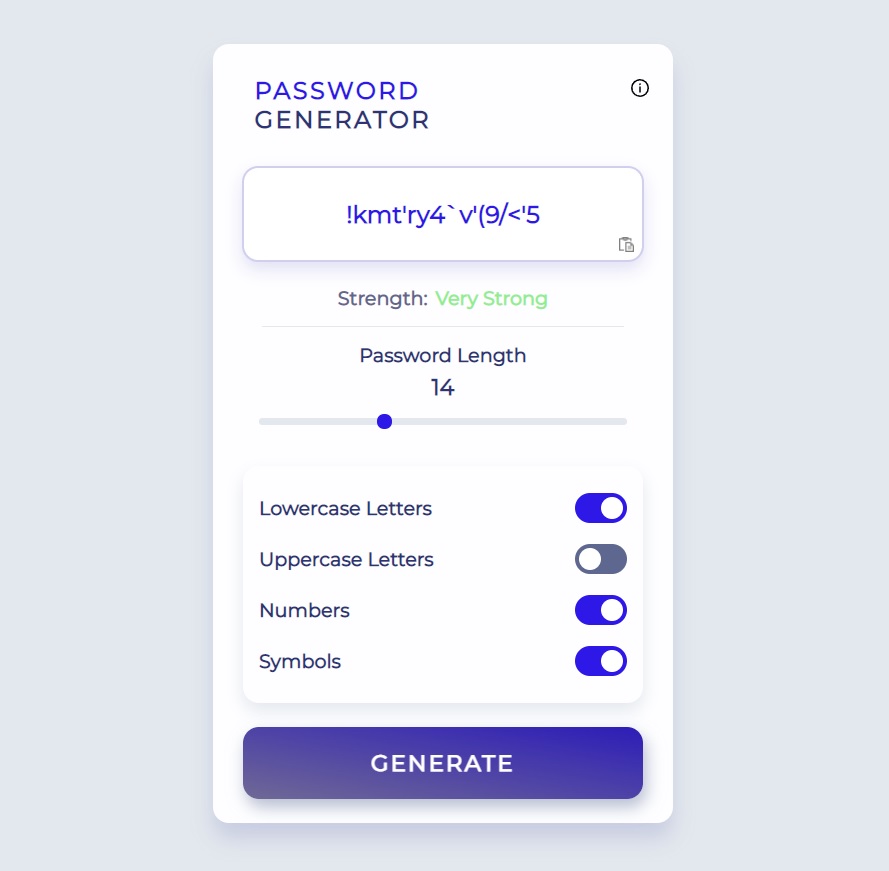 PASSWORD
GENERATOR
!kmt'ry4`v'(9/<'5
Strength: Very Strong
Password Length
14
Lowercase Letters
Uppercase Letters
Numbers
Symbols
GENERATE